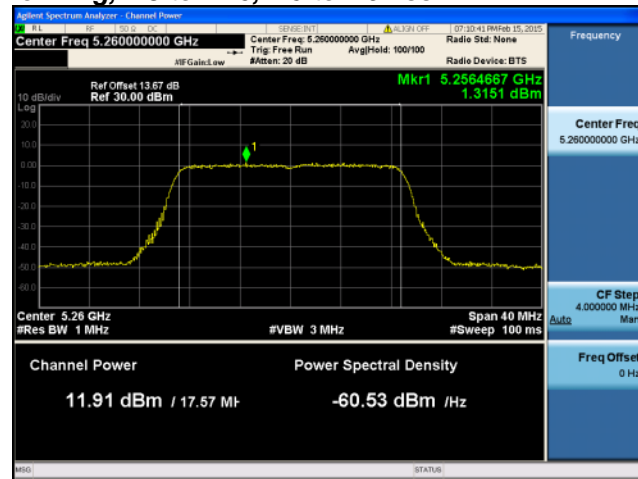 Agilent Spectrum Analyzer - Channel Power
RL RF 50 Ω DC SENSE:INT ALIGN OFF 07:10:41 PM Feb 15, 2015
Center Freq 5.260000000 GHz
Center Freq: 5.260000000 GHz
Radio Std: None
Trig: Free Run Avg|Hold: 100/100
#IFGain:Low #Atten: 20 dB Radio Device: BTS
Frequency
Mkr1 5.2564667 GHz
1.3151 dBm
Ref Offset 13.67 dB
10 dB/div Ref 30.00 dBm
Log
20.0
10.0
0.00
-10.0
-20.0
-30.0
-40.0
-50.0
-60.0
1
Center 5.26 GHz Span 40 MHz
#Res BW 1 MHz #VBW 3 MHz #Sweep 100 ms
Channel Power Power Spectral Density
11.91 dBm / 17.57 MH -60.53 dBm /Hz
Center Freq
5.260000000 GHz
CF Step
4.000000 MHz
Auto Man
Freq Offset
0 Hz
MSG STATUS